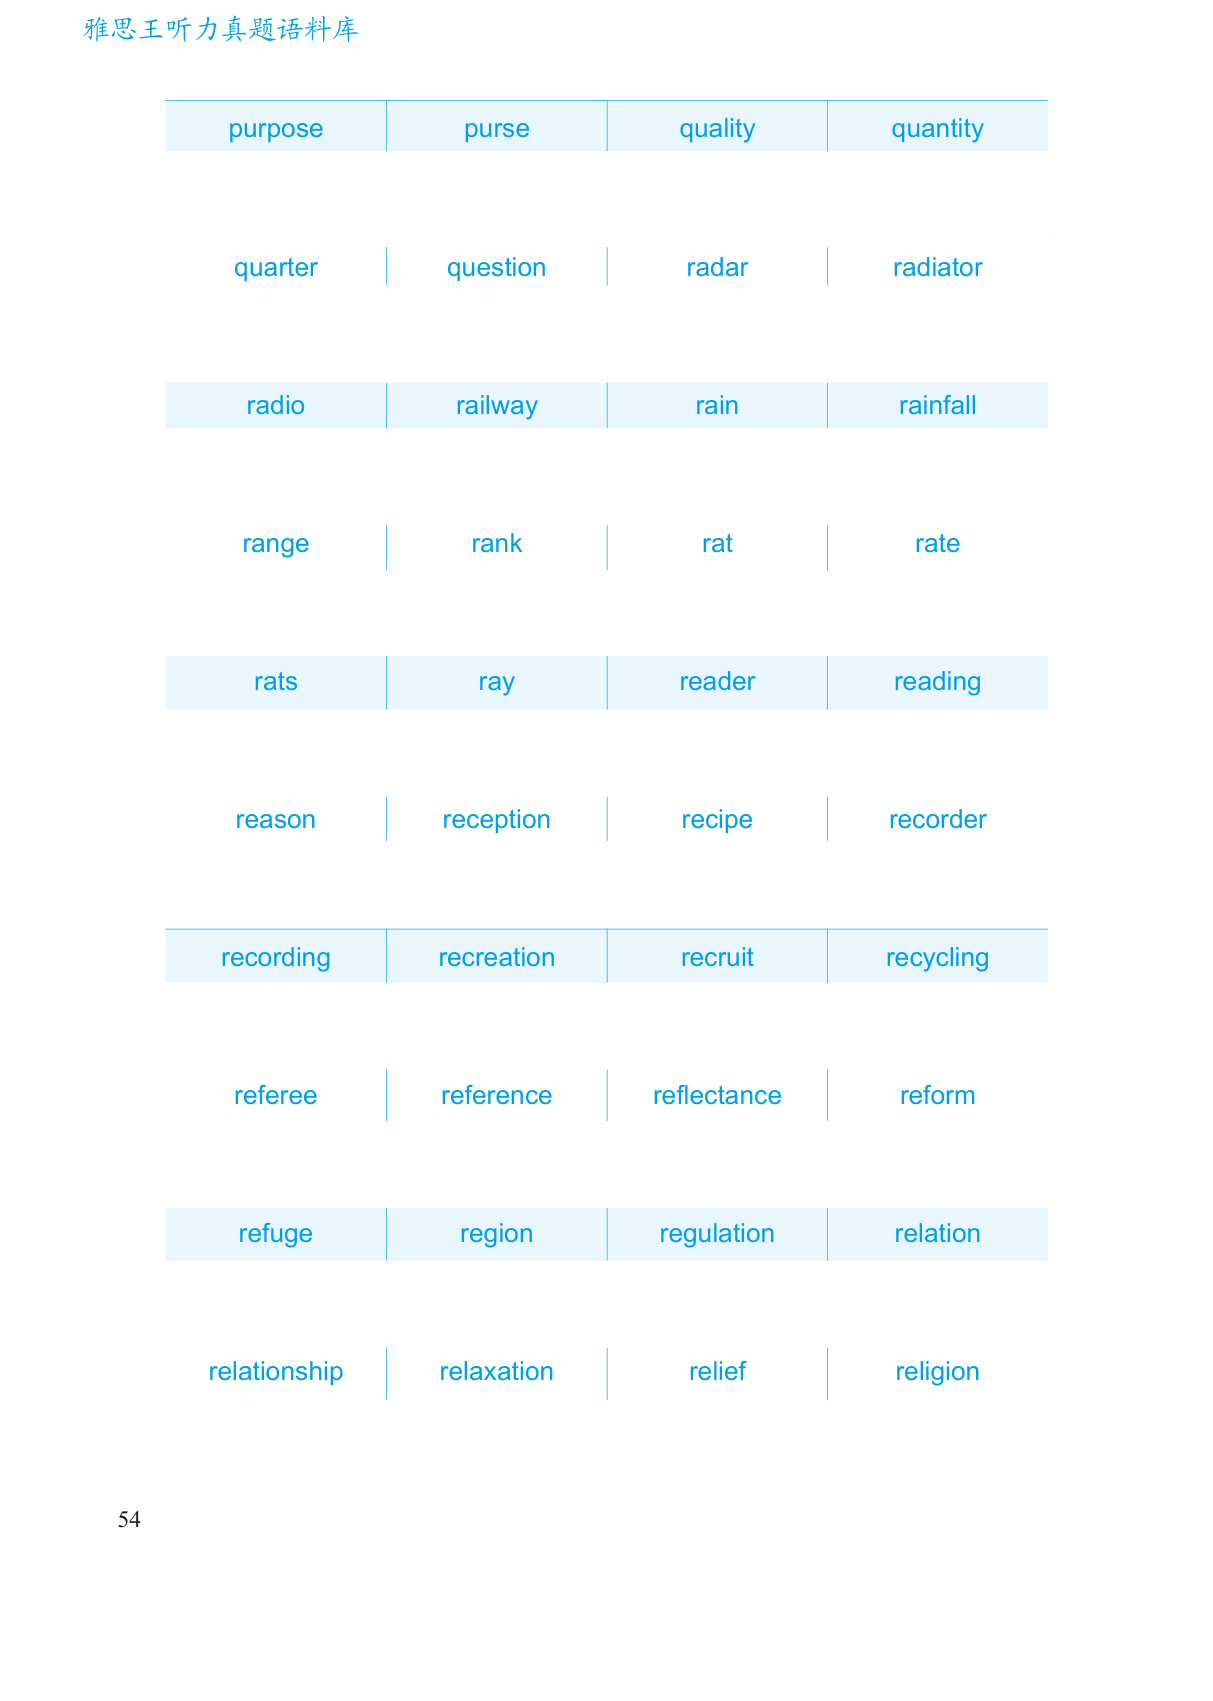 雅思王听力真题语料库
purpose purse quality quantity
quarter question radar radiator
radio railway rain rainfall
range rank rat rate
rats ray reader reading
reason reception recipe recorder
recording recreation recruit recycling
referee reference reflectance reform
refuge region regulation relation
relationship relaxation relief religion
54